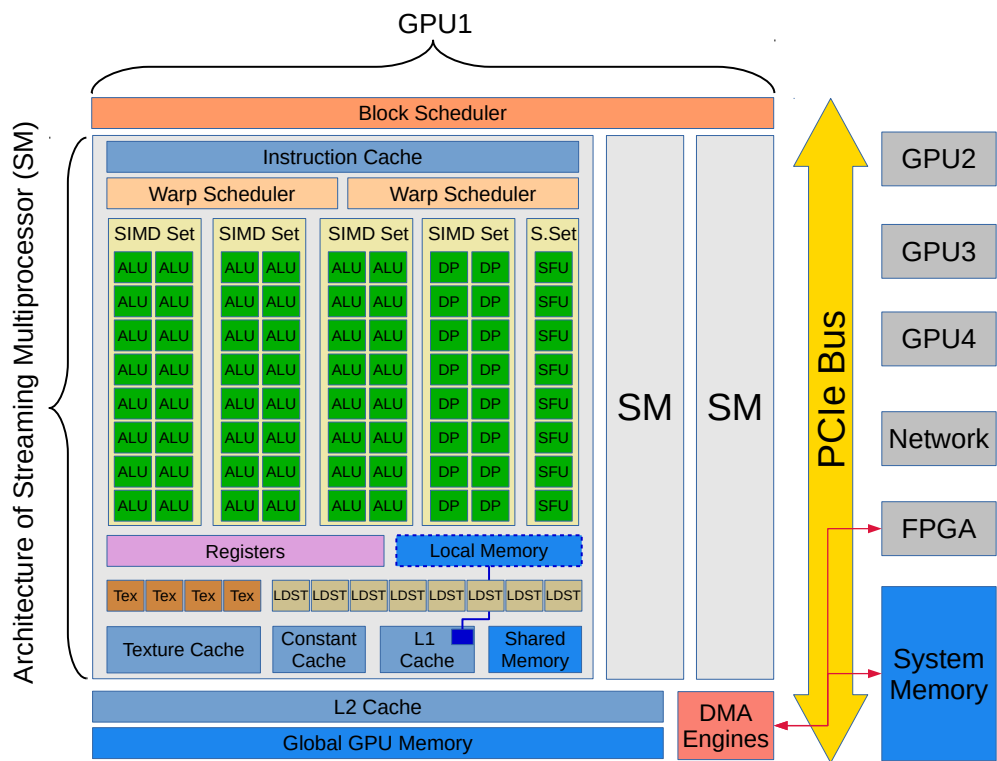 GPU1
Block Scheduler
Architecture of Streaming Multiprocessor (SM)
Instruction Cache
Warp Scheduler Warp Scheduler
SIMD Set SIMD Set SIMD Set SIMD Set S.Set
ALU ALU ALU ALU ALU ALU DP DP SFU
ALU ALU ALU ALU ALU ALU DP DP SFU
ALU ALU ALU ALU ALU ALU DP DP SFU
ALU ALU ALU ALU ALU ALU DP DP SFU
ALU ALU ALU ALU ALU ALU DP DP SFU
ALU ALU ALU ALU ALU ALU DP DP SFU
ALU ALU ALU ALU ALU ALU DP DP SFU
ALU ALU ALU ALU ALU ALU DP DP SFU
Registers Local Memory
Tex Tex Tex Tex LDST LDST LDST LDST LDST LDST LDST LDST
Texture Cache
Constant
Cache
L1
Cache
Shared
Memory
SM SM
L2 Cache
Global GPU Memory
DMA
Engines
PCIe Bus
GPU2
GPU3
GPU4
Network
FPGA
System
Memory